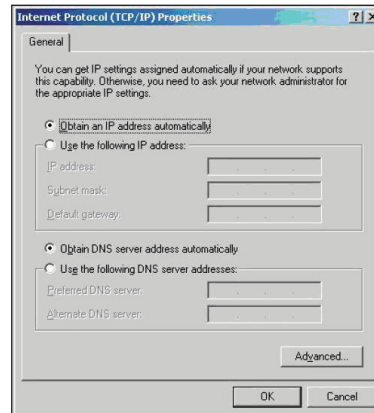 Internet Protocol (TCP/IP) Properties
General
You can get IP settings assigned automatically if your network supports
this capability. Otherwise, you need to ask your network administrator for
the appropriate IP settings.
Obtain an IP address automatically
Use the following IP address:
IP address:
Subnet mask:
Default gateway:
Obtain DNS server address automatically
Use the following DNS server addresses:
Preferred DNS server:
Alternate DNS server:
Advanced...
OK Cancel